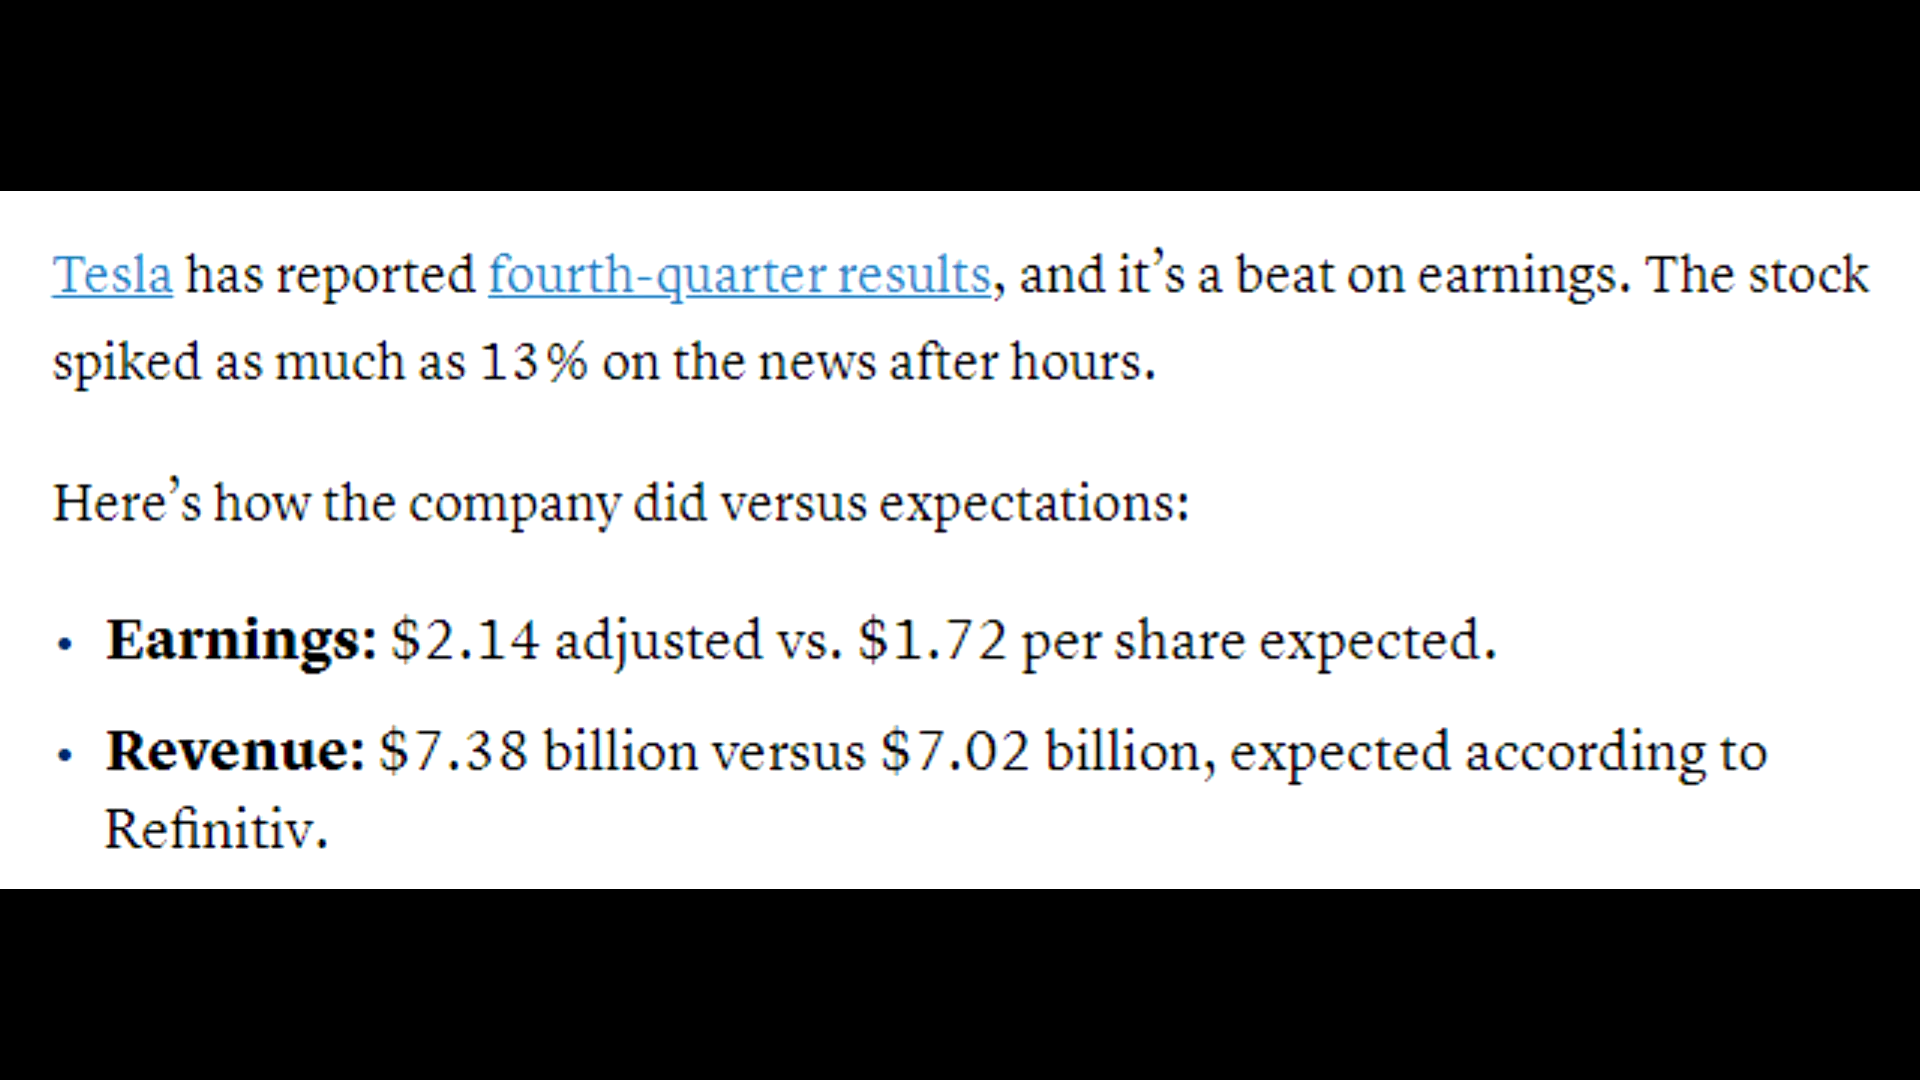 Tesla has reported fourth-quarter results, and it’s a beat on earnings. The stock
spiked as much as 13% on the news after hours.
Here’s how the company did versus expectations:
• Earnings: $2.14 adjusted vs. $1.72 per share expected.
• Revenue: $7.38 billion versus $7.02 billion, expected according to
Refinitiv.